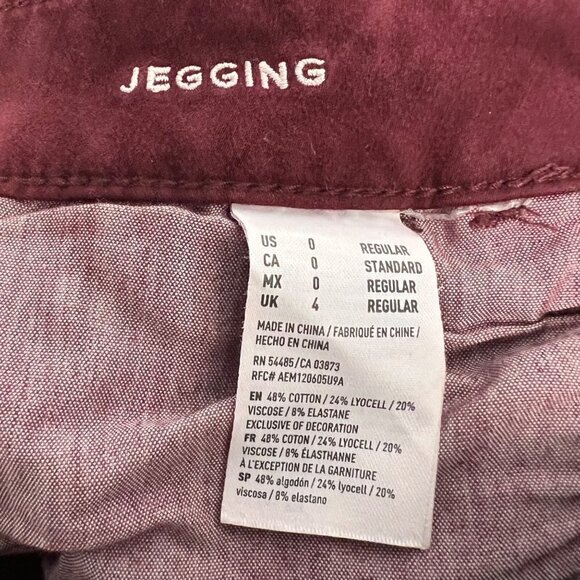 JEGGING
US 0 REGULAR
CA 0 STANDARD
MX 0 REGULAR
UK 4 REGULAR
MADE IN CHINA / FABRIQUÉ EN CHINE /
HECHO EN CHINA
RN 54485/CA 03873
RFC# AEM120605U9A
EN 48% COTTON / 24% LYOCELL / 20%
VISCOSE / 8% ELASTANE
EXCLUSIVE OF DECORATION
FR 48% COTON / 24% LYOCELL / 20%
VISCOSE / 8% ÉLASTHANNE
À L'EXCEPTION DE LA GARNITURE
SP 48% algodón / 24% lyocell / 20%
viscosa / 8% elastano